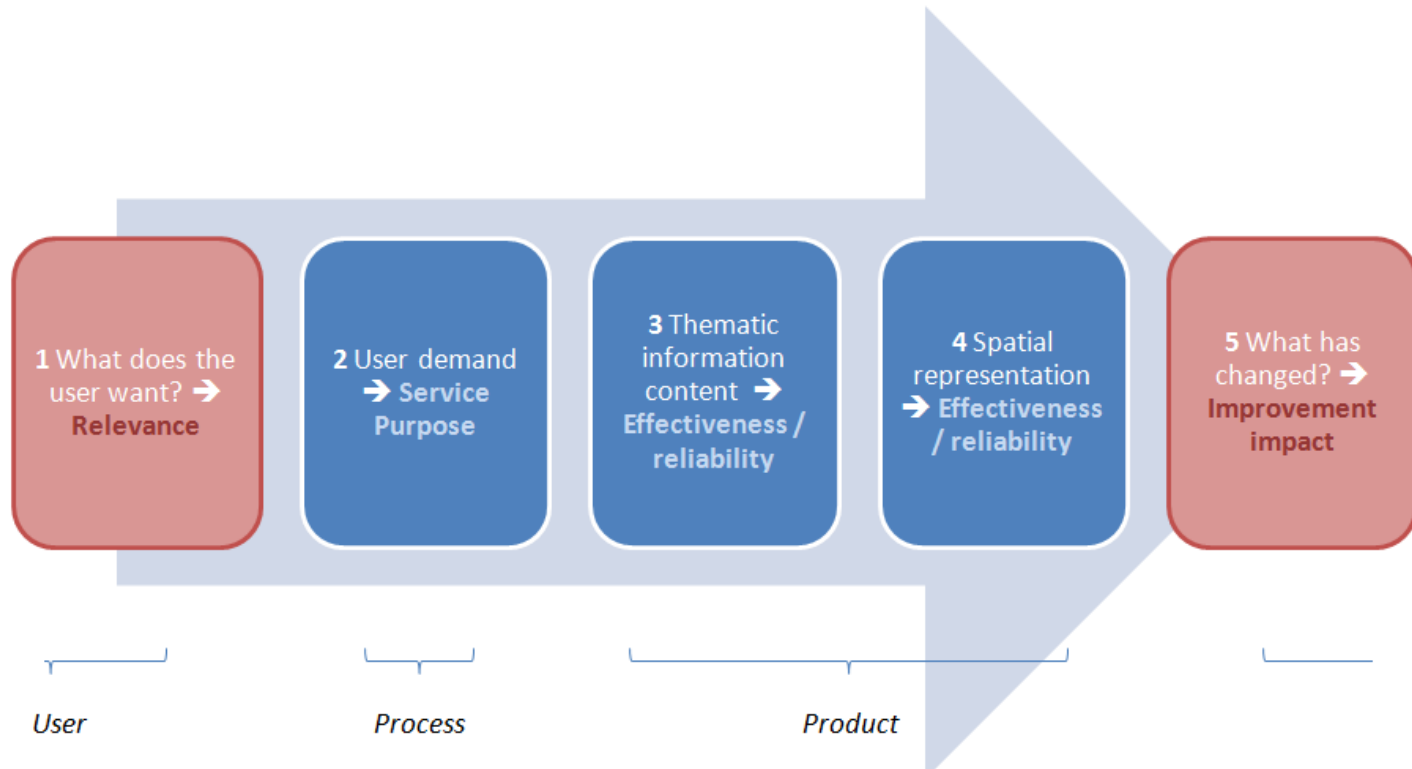 1 What does the
user want? ➔
Relevance
2 User demand
➔ Service
Purpose
3 Thematic
information
content ➔
Effectiveness /
reliability
4 Spatial
representation
➔ Effectiveness
/ reliability
5 What has
changed? ➔
Improvement
impact
User
Process
Product